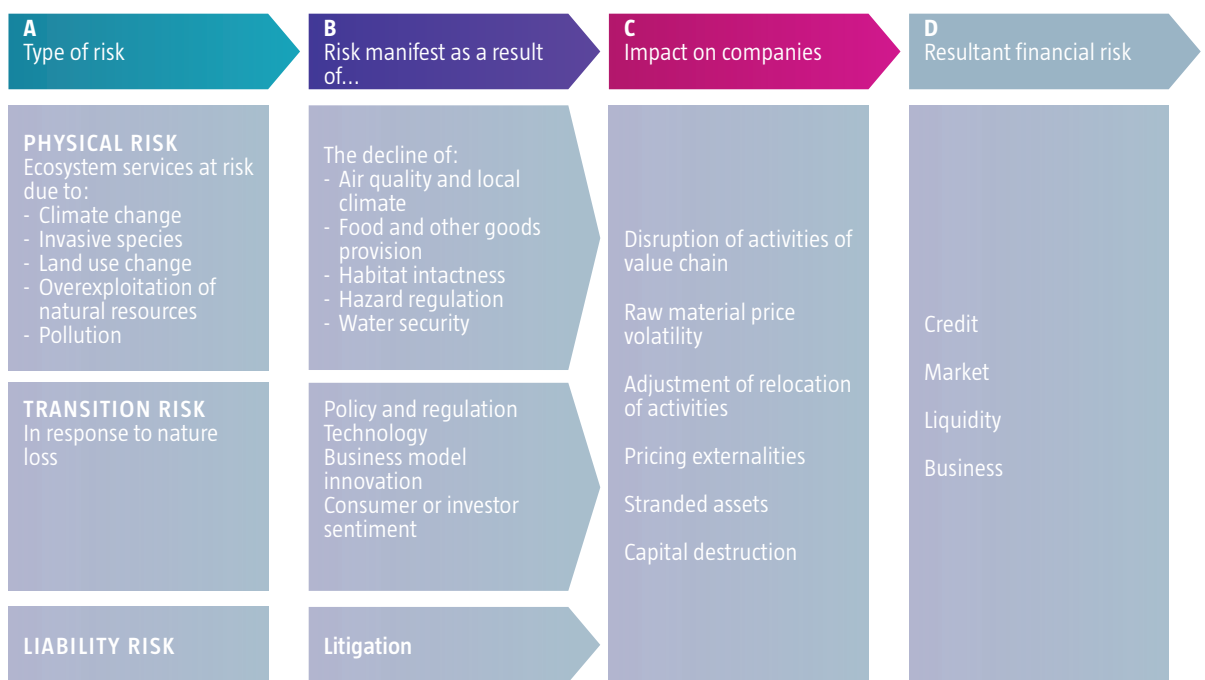 A
Type of risk
B
Risk manifest as a result
of...
C
Impact on companies
D
Resultant financial risk
PHYSICAL RISK
Ecosystem services at risk
due to:
- Climate change
- Invasive species
- Land use change
- Overexploitation of
natural resources
- Pollution
The decline of:
- Air quality and local
climate
- Food and other goods
provision
- Habitat intactness
- Hazard regulation
- Water security
TRANSITION RISK
In response to nature
loss
Policy and regulation
Technology
Business model
innovation
Consumer or investor
sentiment
LIABILITY RISK
Litigation
Disruption of activities of
value chain
Raw material price
volatility
Adjustment of relocation
of activities
Pricing externalities
Stranded assets
Capital destruction
Credit
Market
Liquidity
Business